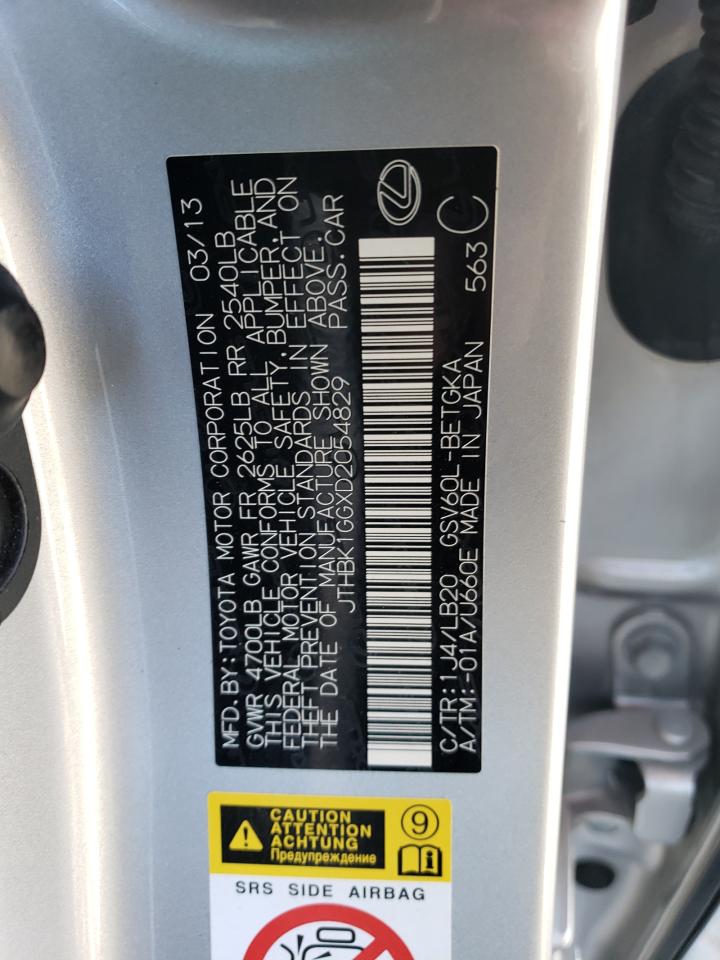 MFD. BY: TOYOTA MOTOR CORPORATION 03/13
GVWR 4700LB GAWR FR 2625LB RR 2540LB
THIS VEHICLE CONFORMS TO ALL APPLICABLE
FEDERAL MOTOR VEHICLE SAFETY, BUMPER, AND
THEFT PREVENTION STANDARDS IN EFFECT ON
THE DATE OF MANUFACTURE SHOWN ABOVE.
JTHBK1GGXD2054829 PASS. CAR
C/TR: 1J4/LB20 GSV60L-BETGKA
A/TM:-01A/U660E MADE IN JAPAN 563 C
CAUTION
ATTENTION
ACHTUNG
Предупреждение
9
i
SRS SIDE AIRBAG